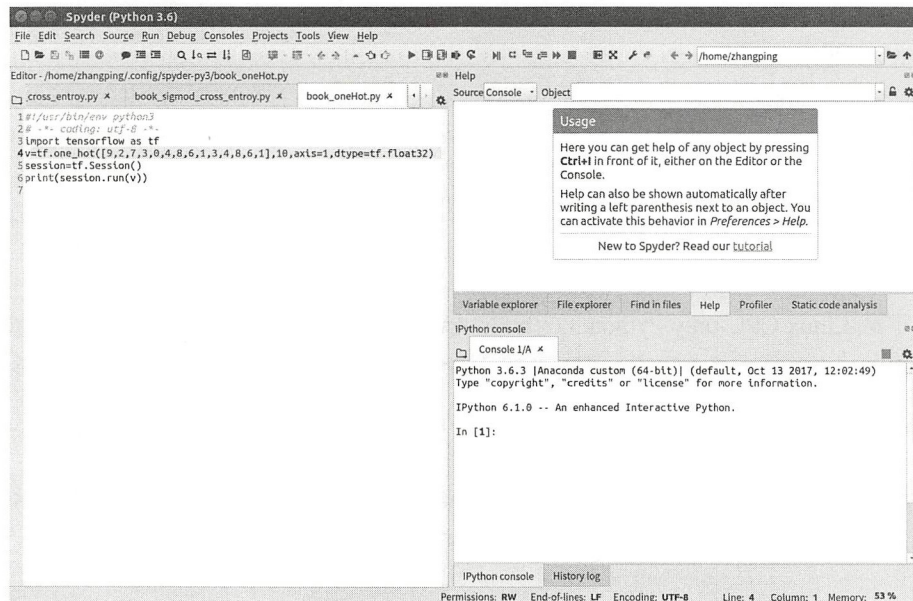 Spyder (Python 3.6)
File Edit Search Source Run Debug Consoles Projects Tools View Help
/home/zhangping
Editor - /home/zhangping/.config/spyder-py3/book_oneHot.py
Help
cross_entroy.py book_sigmod_cross_entroy.py book_oneHot.py
Source Console Object
1 #!/usr/bin/env python3
2 # -*- coding: utf-8 -*-
3 import tensorflow as tf
4 v=tf.one_hot([9,2,7,3,0,4,8,6,1,3,4,8,6,1],10,axis=1,dtype=tf.float32)
5 session=tf.Session()
6 print(session.run(v))
7
Usage
Here you can get help of any object by pressing
Ctrl+I in front of it, either on the Editor or the
Console.
Help can also be shown automatically after
writing a left parenthesis next to an object. You
can activate this behavior in Preferences > Help.
New to Spyder? Read our tutorial
Variable explorer File explorer Find in files Help Profiler Static code analysis
IPython console
Console 1/A
Python 3.6.3 |Anaconda custom (64-bit)| (default, Oct 13 2017, 12:02:49)
Type "copyright", "credits" or "license" for more information.
IPython 6.1.0 -- An enhanced Interactive Python.
In [1]:
IPython console History log
Permissions: RW End-of-lines: LF Encoding: UTF-8 Line: 4 Column: 1 Memory: 53 %